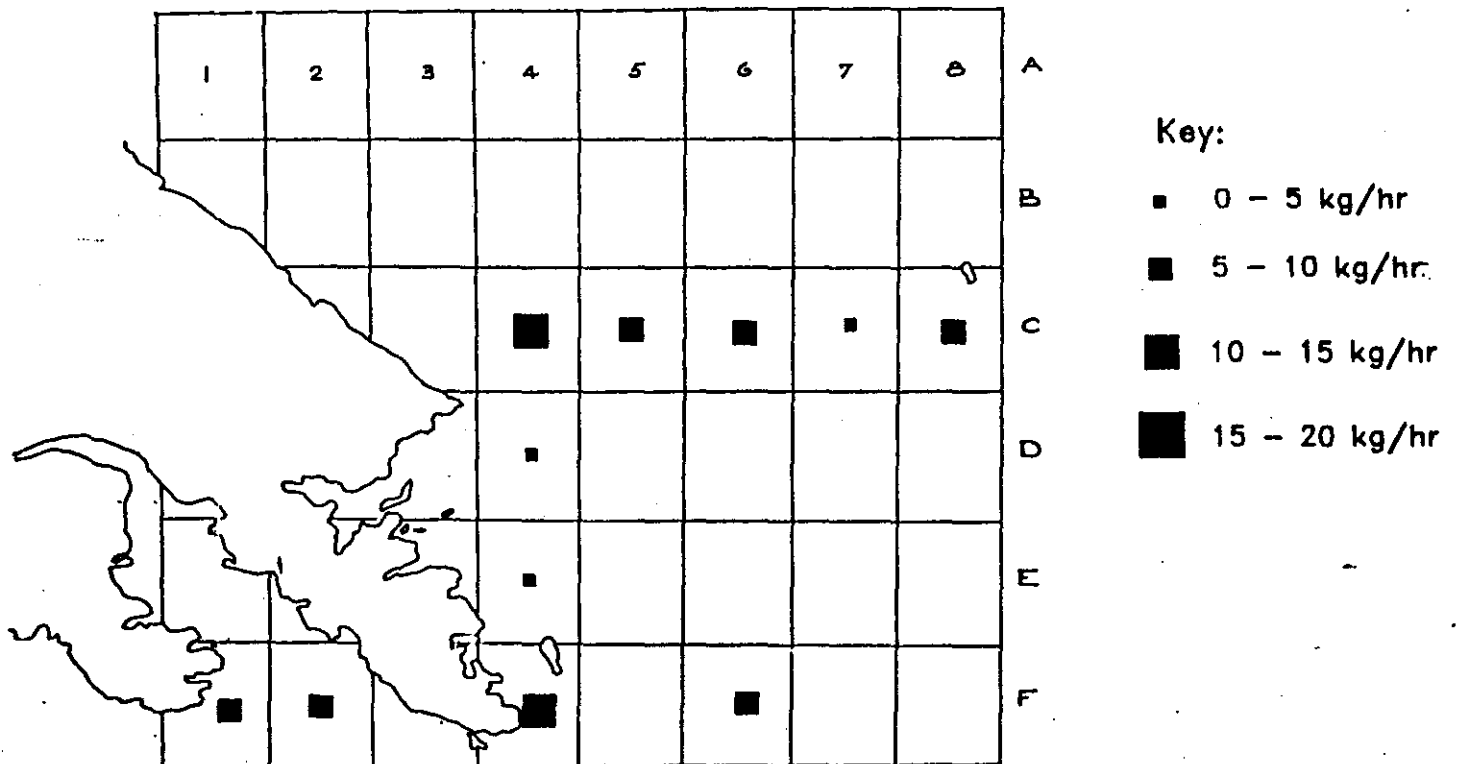 1 2 3 4 5 6 7 8 A
B
C
D
E
F
Key:
0 – 5 kg/hr
5 – 10 kg/hr
10 – 15 kg/hr
15 – 20 kg/hr